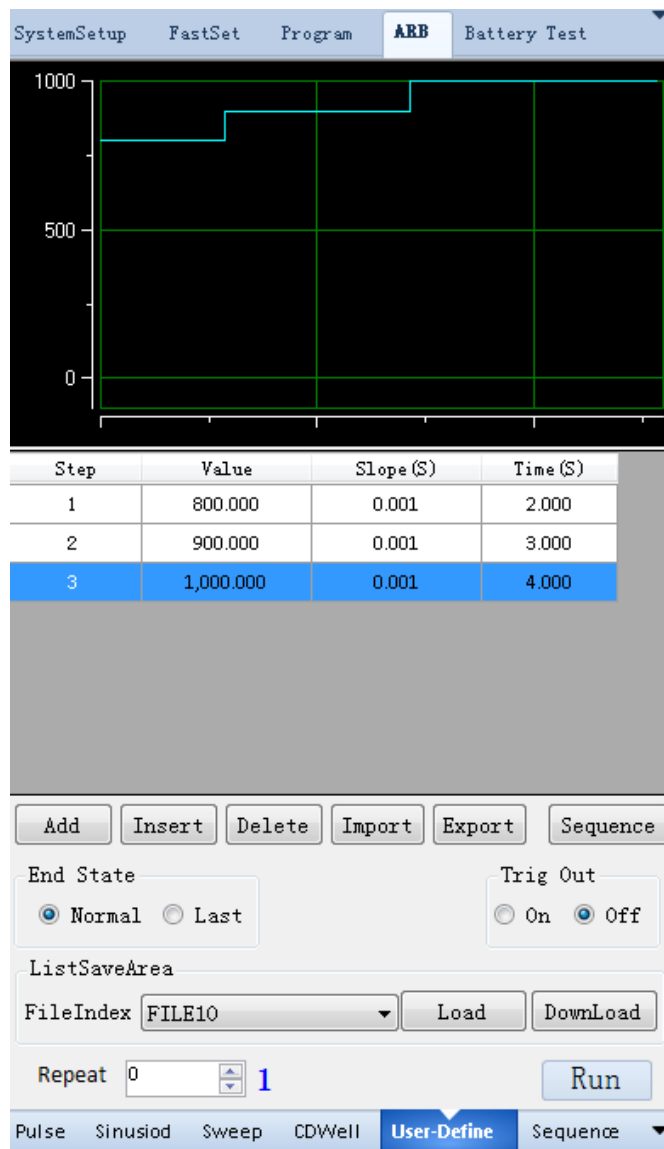 SystemSetup FastSet Program ARB Battery Test
1000
500
0
Step Value Slope(S) Time(S)
1 800.000 0.001 2.000
2 900.000 0.001 3.000
3 1,000.000 0.001 4.000
Add Insert Delete Import Export Sequence
End State Trig Out
Normal Last On Off
ListSaveArea
FileIndex FILE10 Load DownLoad
Repeat 0 1 Run
Pulse Sinusiod Sweep CDWell User-Define Sequence